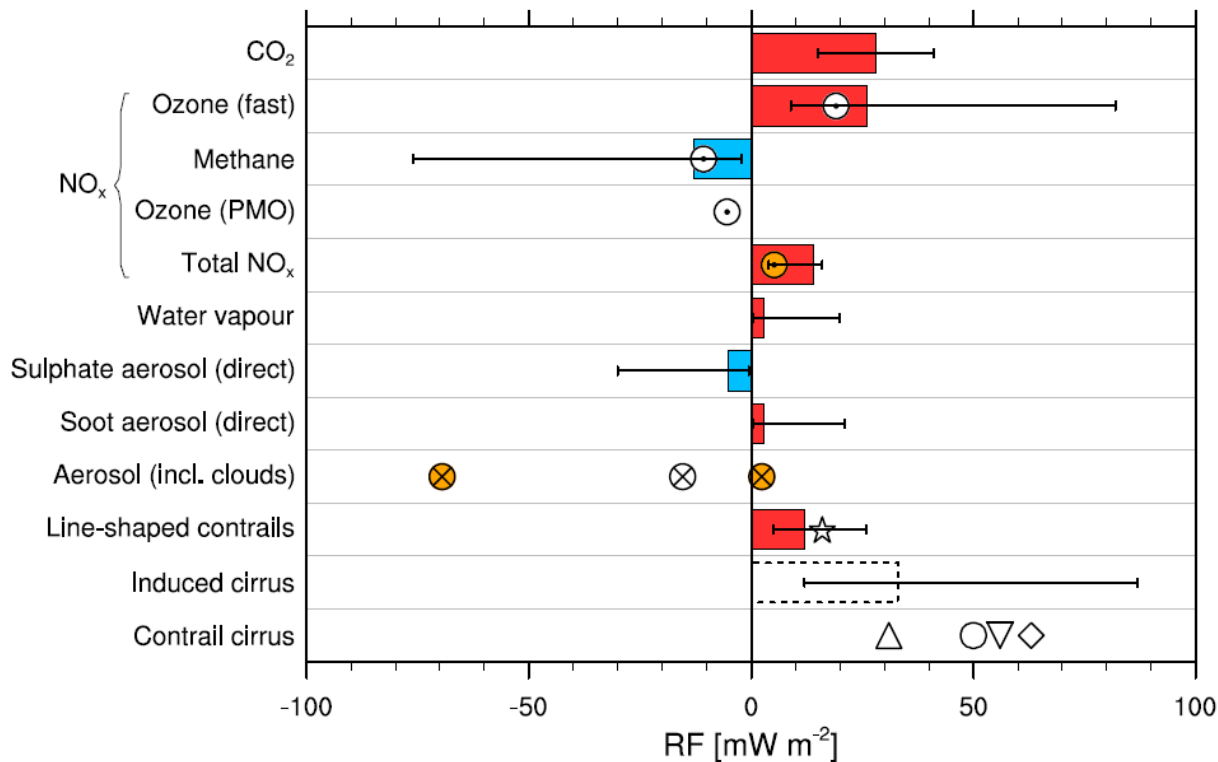 CO₂
Ozone (fast)
Methane
NOₓ
Ozone (PMO)
Total NOₓ
Water vapour
Sulphate aerosol (direct)
Soot aerosol (direct)
Aerosol (incl. clouds)
Line-shaped contrails
Induced cirrus
Contrail cirrus
-100 -50 0 50 100
RF [mW m⁻²]